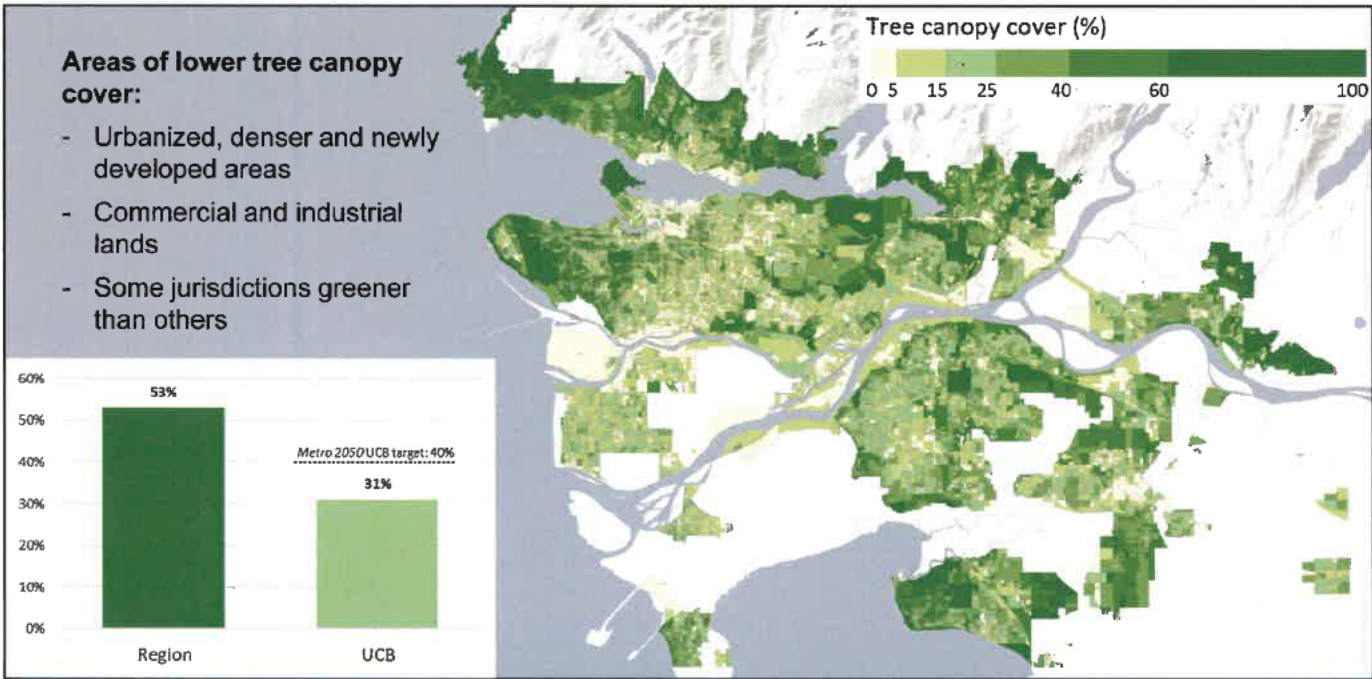 Areas of lower tree canopy
cover:
- Urbanized, denser and newly
developed areas
- Commercial and industrial
lands
- Some jurisdictions greener
than others
Tree canopy cover (%)
0 5 15 25 40 60 100
60%
50%
40%
30%
20%
10%
0%
53%
Metro 2050 UCB target: 40%
31%
Region UCB